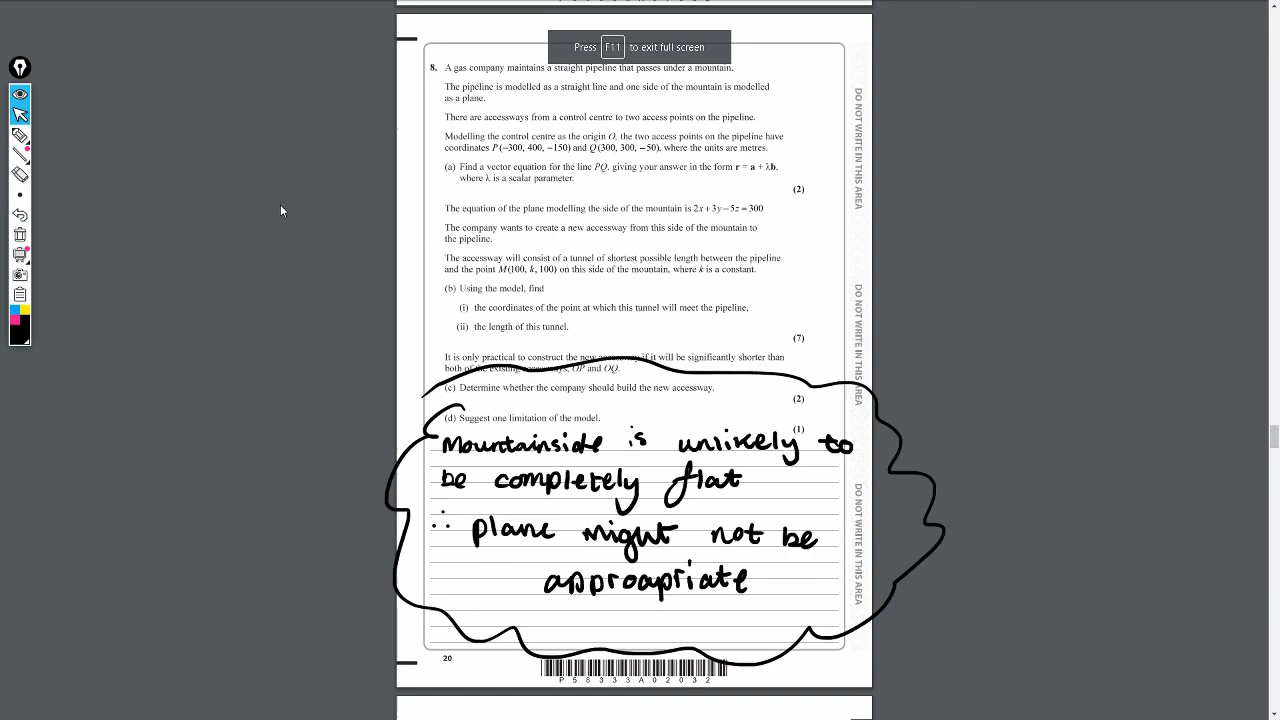 Press F11 to exit full screen
8. A gas company maintains a straight pipeline that passes under a mountain.
The pipeline is modelled as a straight line and one side of the mountain is modelled
as a plane.
There are accessways from a control centre to two access points on the pipeline.
Modelling the control centre as the origin O, the two access points on the pipeline have
coordinates P(−300, 400, −150) and Q(300, 300, −50), where the units are metres.
(a) Find a vector equation for the line PQ, giving your answer in the form r = a + λb,
where λ is a scalar parameter.
(2)
The equation of the plane modelling the side of the mountain is 2x + 3y − 5z = 300
The company wants to create a new accessway from this side of the mountain to
the pipeline.
The accessway will consist of a tunnel of shortest possible length between the pipeline
and the point M(100, k, 100) on this side of the mountain, where k is a constant.
(b) Using the model, find
(i) the coordinates of the point at which this tunnel will meet the pipeline,
(ii) the length of this tunnel.
(7)
It is only practical to construct the new accessway if it will be significantly shorter than
both of the existing accessways, OP and OQ.
(c) Determine whether the company should build the new accessway.
(2)
(d) Suggest one limitation of the model.
(1)
Mountainside is unlikely to
be completely flat
∴ plane might not be
approapriate
20
P58333A02032
DO NOT WRITE IN THIS AREA
DO NOT WRITE IN THIS AREA
DO NOT WRITE IN THIS AREA